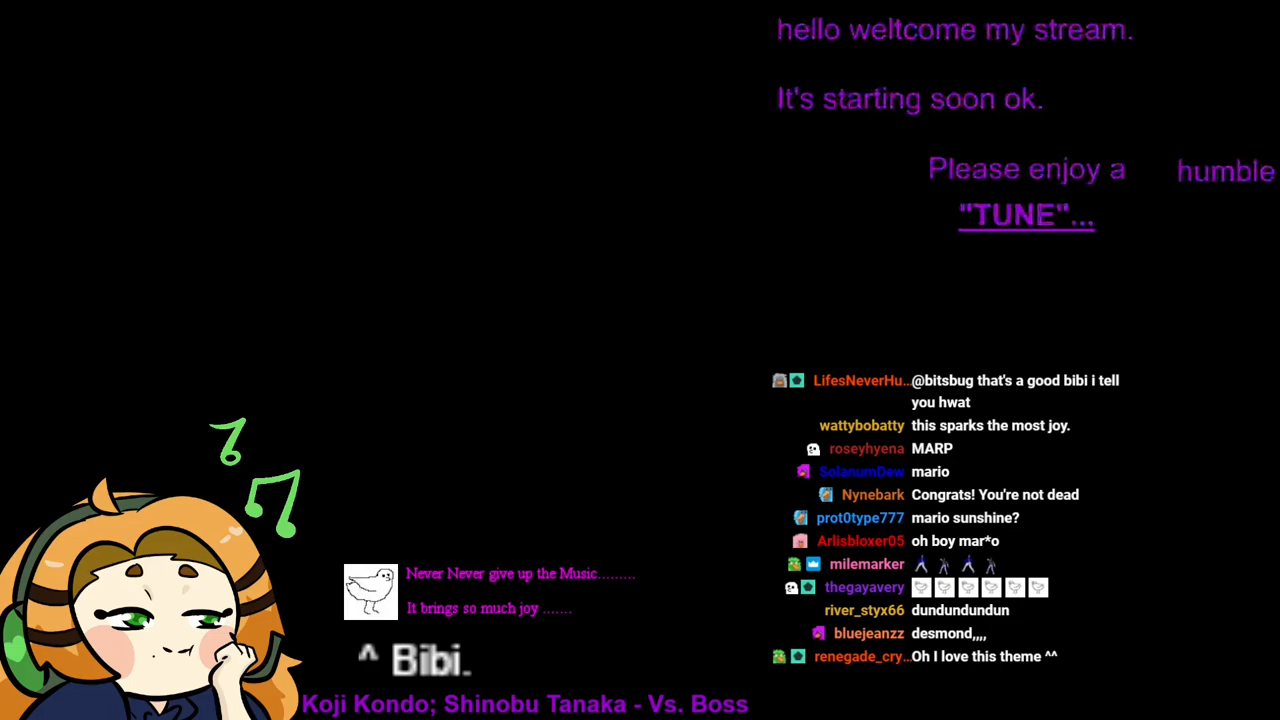 hello weltcome my stream.
It's starting soon ok.
Please enjoy a humble
"TUNE"...
LifesNeverHu... @bitsbug that's a good bibi i tell
you hwat
wattybobatty this sparks the most joy.
roseyhyena MARP
SolanumDew mario
Nynebark Congrats! You're not dead
prot0type777 mario sunshine?
Arlisbloxer05 oh boy mar*o
milemarker
thegayavery
river_styx66 dundundundun
bluejeanzz desmond,,,,
renegade_cry... Oh I love this theme ^^
Never Never give up the Music.........
It brings so much joy .......
^ Bibi.
Koji Kondo; Shinobu Tanaka - Vs. Boss